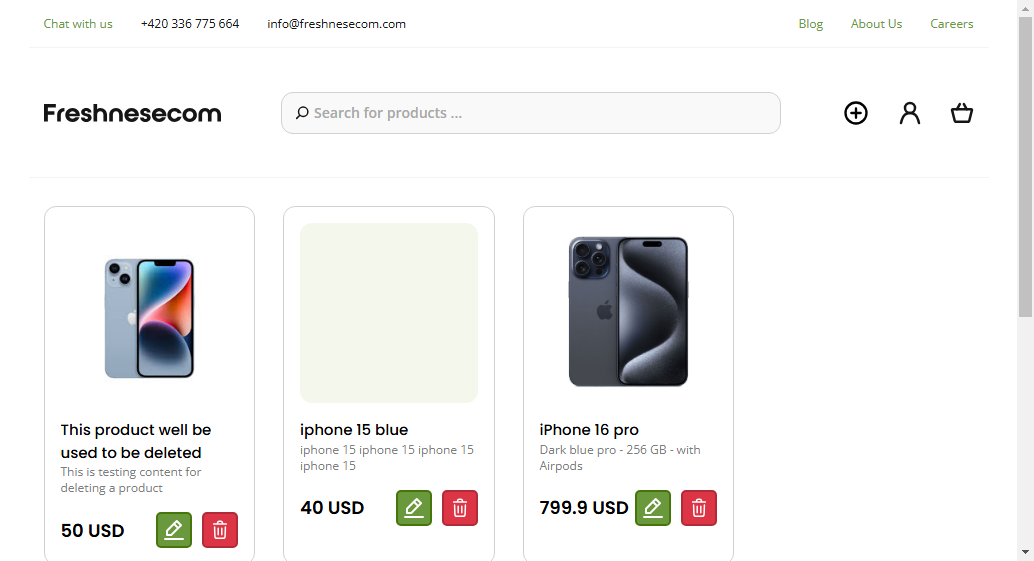 Chat with us +420 336 775 664 info@freshnesecom.com Blog About Us Careers
Freshnesecom
Search for products ...
This product well be
used to be deleted
This is testing content for
deleting a product
50 USD
iphone 15 blue
iphone 15 iphone 15 iphone 15
iphone 15
40 USD
iPhone 16 pro
Dark blue pro - 256 GB - with
Airpods
799.9 USD